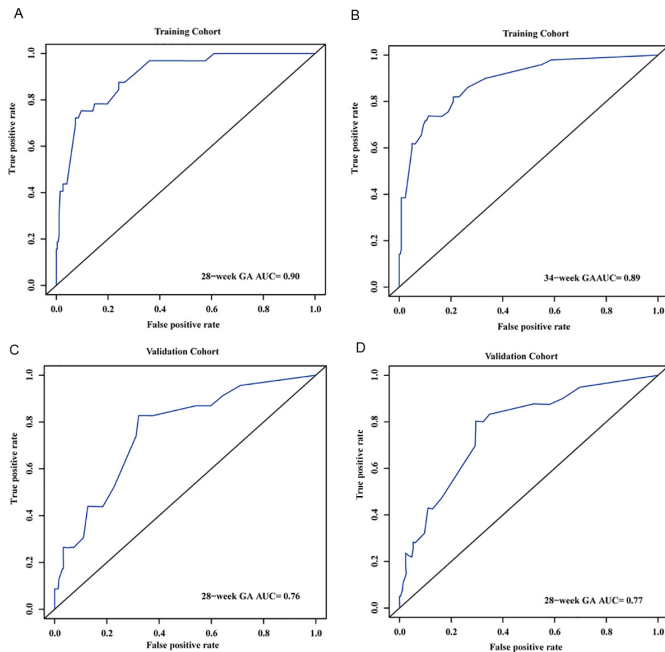 A
Training Cohort
True positive rate
1.0
0.8
0.6
0.4
0.2
0.0
28-week GA AUC= 0.90
0.0 0.2 0.4 0.6 0.8 1.0
False positive rate
B
Training Cohort
True positive rate
1.0
0.8
0.6
0.4
0.2
0.0
34-week GAAUC= 0.89
0.0 0.2 0.4 0.6 0.8 1.0
False positive rate
C
Validation Cohort
True positive rate
1.0
0.8
0.6
0.4
0.2
0.0
28-week GA AUC= 0.76
0.0 0.2 0.4 0.6 0.8 1.0
False positive rate
D
Validation Cohort
True positive rate
1.0
0.8
0.6
0.4
0.2
0.0
28-week GA AUC= 0.77
0.0 0.2 0.4 0.6 0.8 1.0
False positive rate